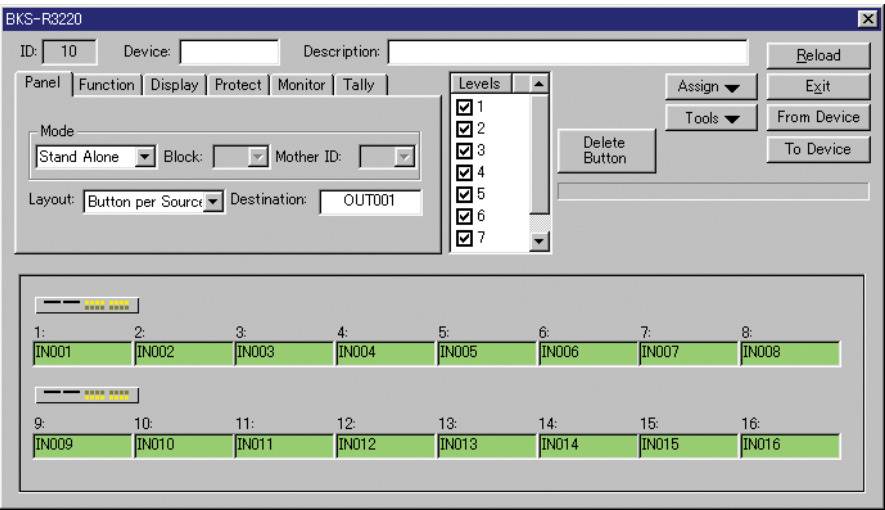 BKS-R3220
ID: 10 Device: Description: Reload
Panel Function Display Protect Monitor Tally Levels Assign Exit
Mode 1 Tools From Device
Stand Alone Block: Mother ID: 2 Delete Button To Device
3
4
Layout: Button per Source Destination: OUT001 5
6
7
1: 2: 3: 4: 5: 6: 7: 8:
IN001 IN002 IN003 IN004 IN005 IN006 IN007 IN008
9: 10: 11: 12: 13: 14: 15: 16:
IN009 IN010 IN011 IN012 IN013 IN014 IN015 IN016